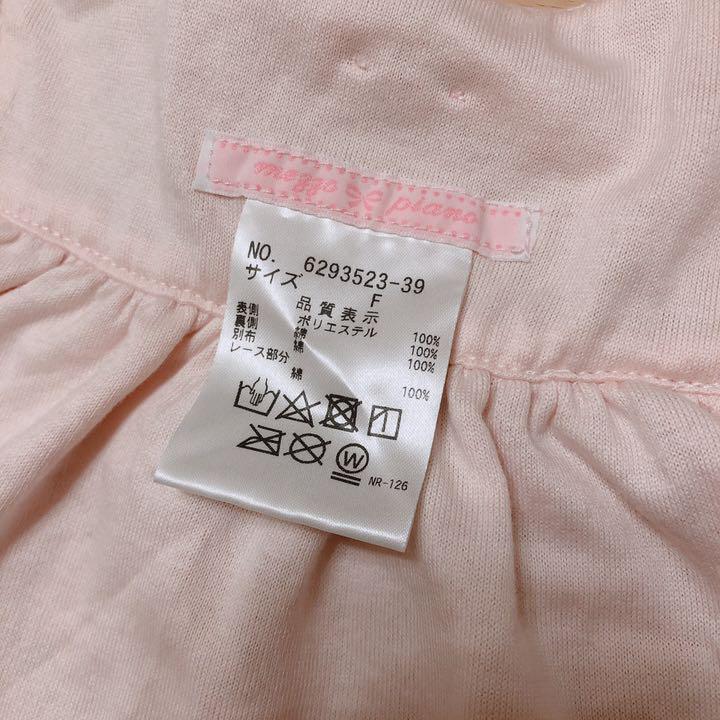 mezzo piano
NO. 6293523-39
サイズ F
品質表示
表側 ポリエステル 100%
裏側 綿 100%
別布 綿 100%
レース部分
綿 100%
W
NR-126